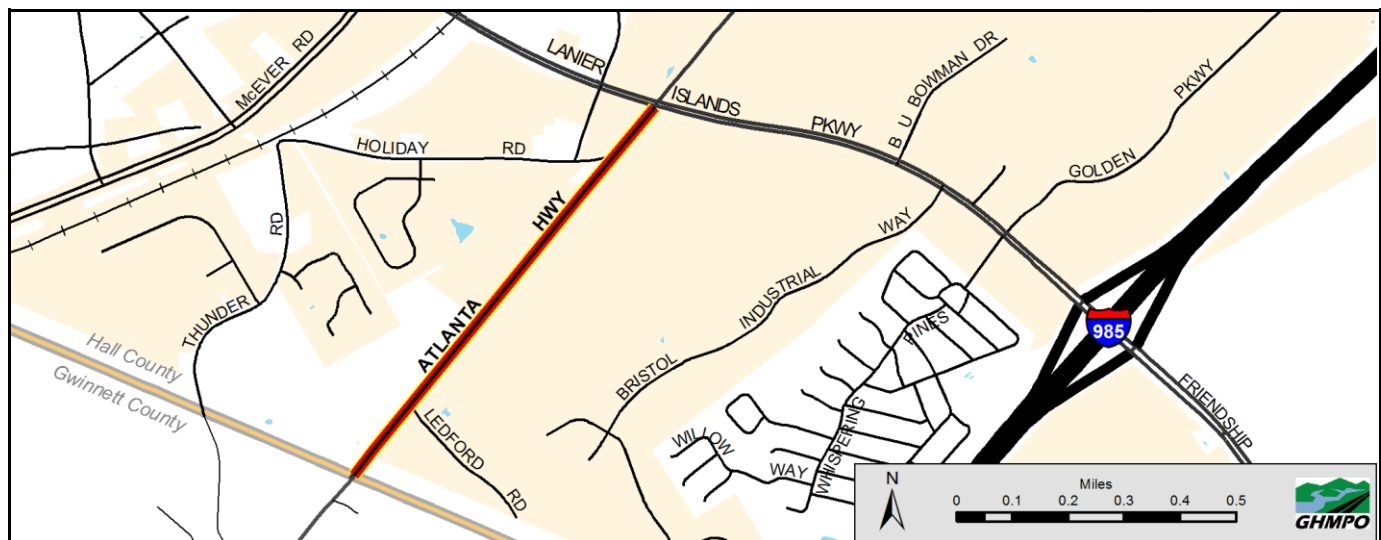 McEVER RD
LANIER
ISLANDS
PKWY
B U BOWMAN DR
GOLDEN
PKWY
HOLIDAY RD
THUNDER
RD
ATLANTA
HWY
BRISTOL
INDUSTRIAL
WAY
WHISPERING
PINES
WILLOW
WAY
LEDFORD
RD
985
FRIENDSHIP
Hall County
Gwinnett County
N
Miles
0 0.1 0.2 0.3 0.4 0.5
GHMPO